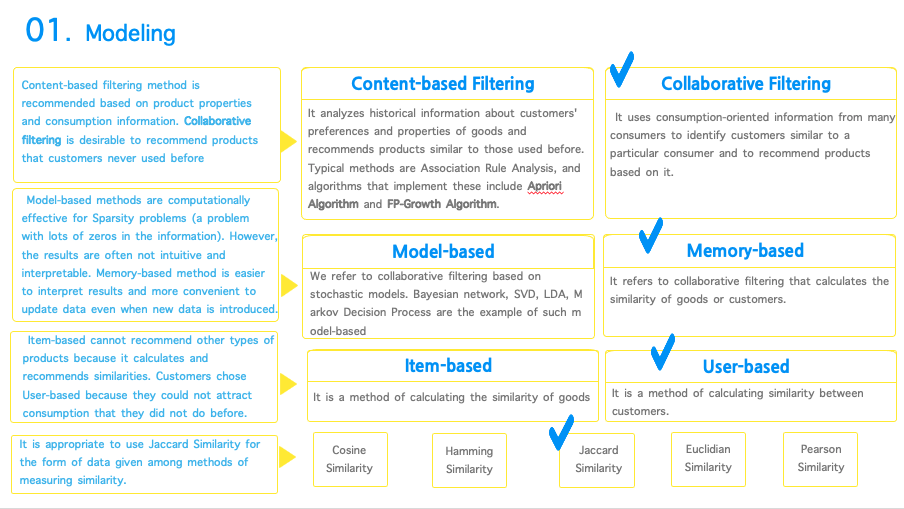 01. Modeling
Content-based filtering method is
recommended based on product properties
and consumption information. Collaborative
filtering is desirable to recommend products
that customers never used before
Content-based Filtering
It analyzes historical information about customers'
preferences and properties of goods and
recommends products similar to those used before.
Typical methods are Association Rule Analysis, and
algorithms that implement these include Apriori
Algorithm and FP-Growth Algorithm.
Collaborative Filtering
It uses consumption-oriented information from many
consumers to identify customers similar to a
particular consumer and to recommend products
based on it.
Model-based methods are computationally
effective for Sparsity problems (a problem
with lots of zeros in the information). However,
the results are often not intuitive and
interpretable. Memory-based method is easier
to interpret results and more convenient to
update data even when new data is introduced.
Model-based
We refer to collaborative filtering based on
stochastic models. Bayesian network, SVD, LDA, M
arkov Decision Process are the example of such m
odel-based
Memory-based
It refers to collaborative filtering that calculates the
similarity of goods or customers.
Item-based cannot recommend other types of
products because it calculates and
recommends similarities. Customers chose
User-based because they could not attract
consumption that they did not do before.
Item-based
It is a method of calculating the similarity of goods
User-based
It is a method of calculating similarity between
customers.
It is appropriate to use Jaccard Similarity for
the form of data given among methods of
measuring similarity.
Cosine
Similarity
Hamming
Similarity
Jaccard
Similarity
Euclidian
Similarity
Pearson
Similarity